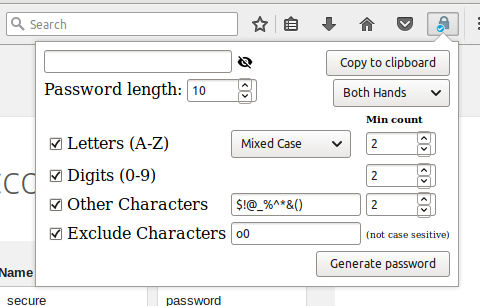 Search
Copy to clipboard
Password length: 10
Both Hands
Min count
Letters (A-Z) Mixed Case 2
Digits (0-9) 2
Other Characters $!@_%^*&() 2
Exclude Characters o0 (not case sesitive)
Generate password
Name
secure password